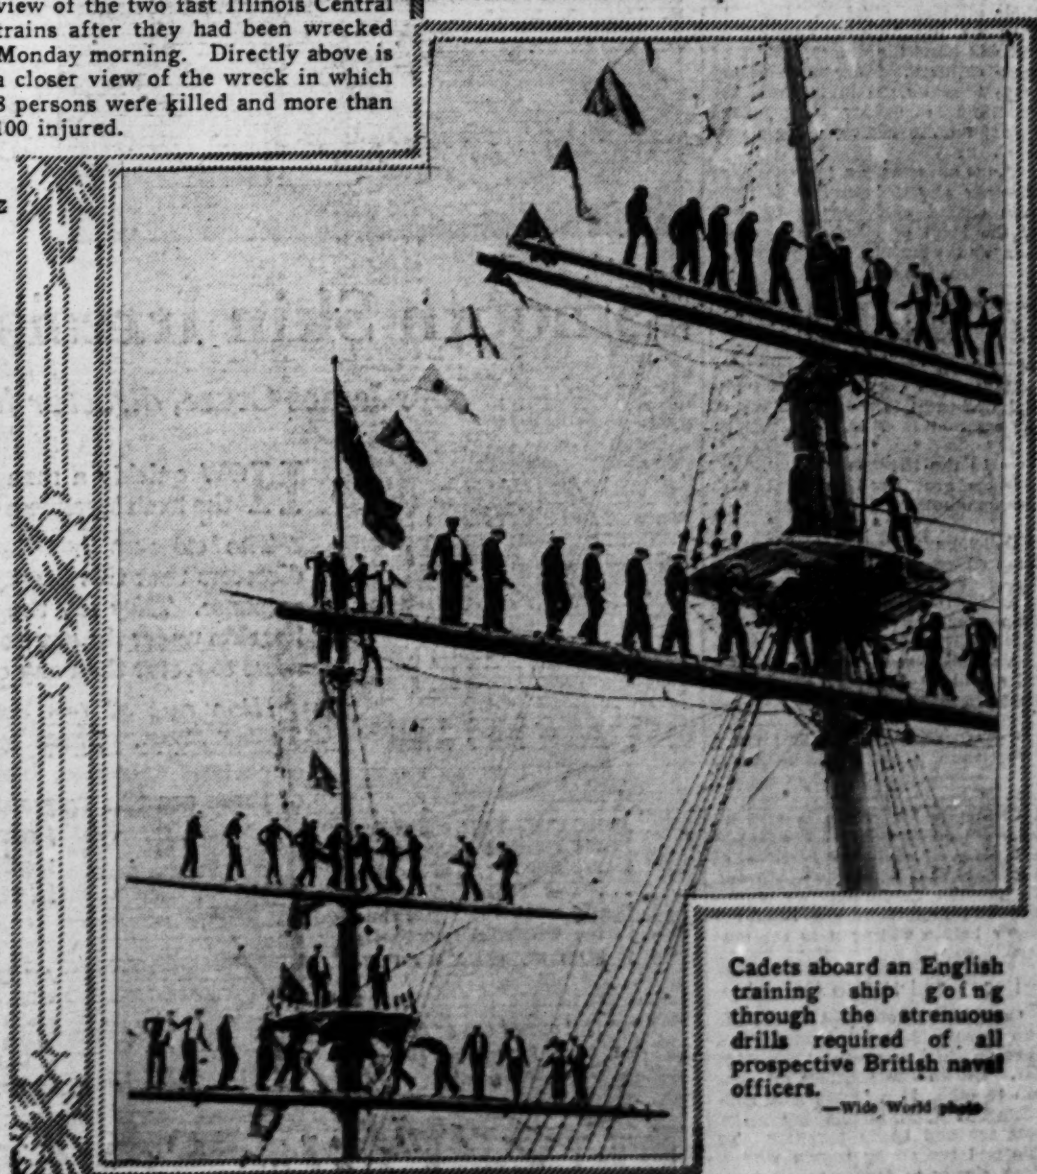 view of the two fast Illinois Central
trains after they had been wrecked
Monday morning. Directly above is
a closer view of the wreck in which
8 persons were killed and more than
100 injured.
Cadets aboard an English
training ship going
through the strenuous
drills required of all
prospective British naval
officers.
—Wide World photo